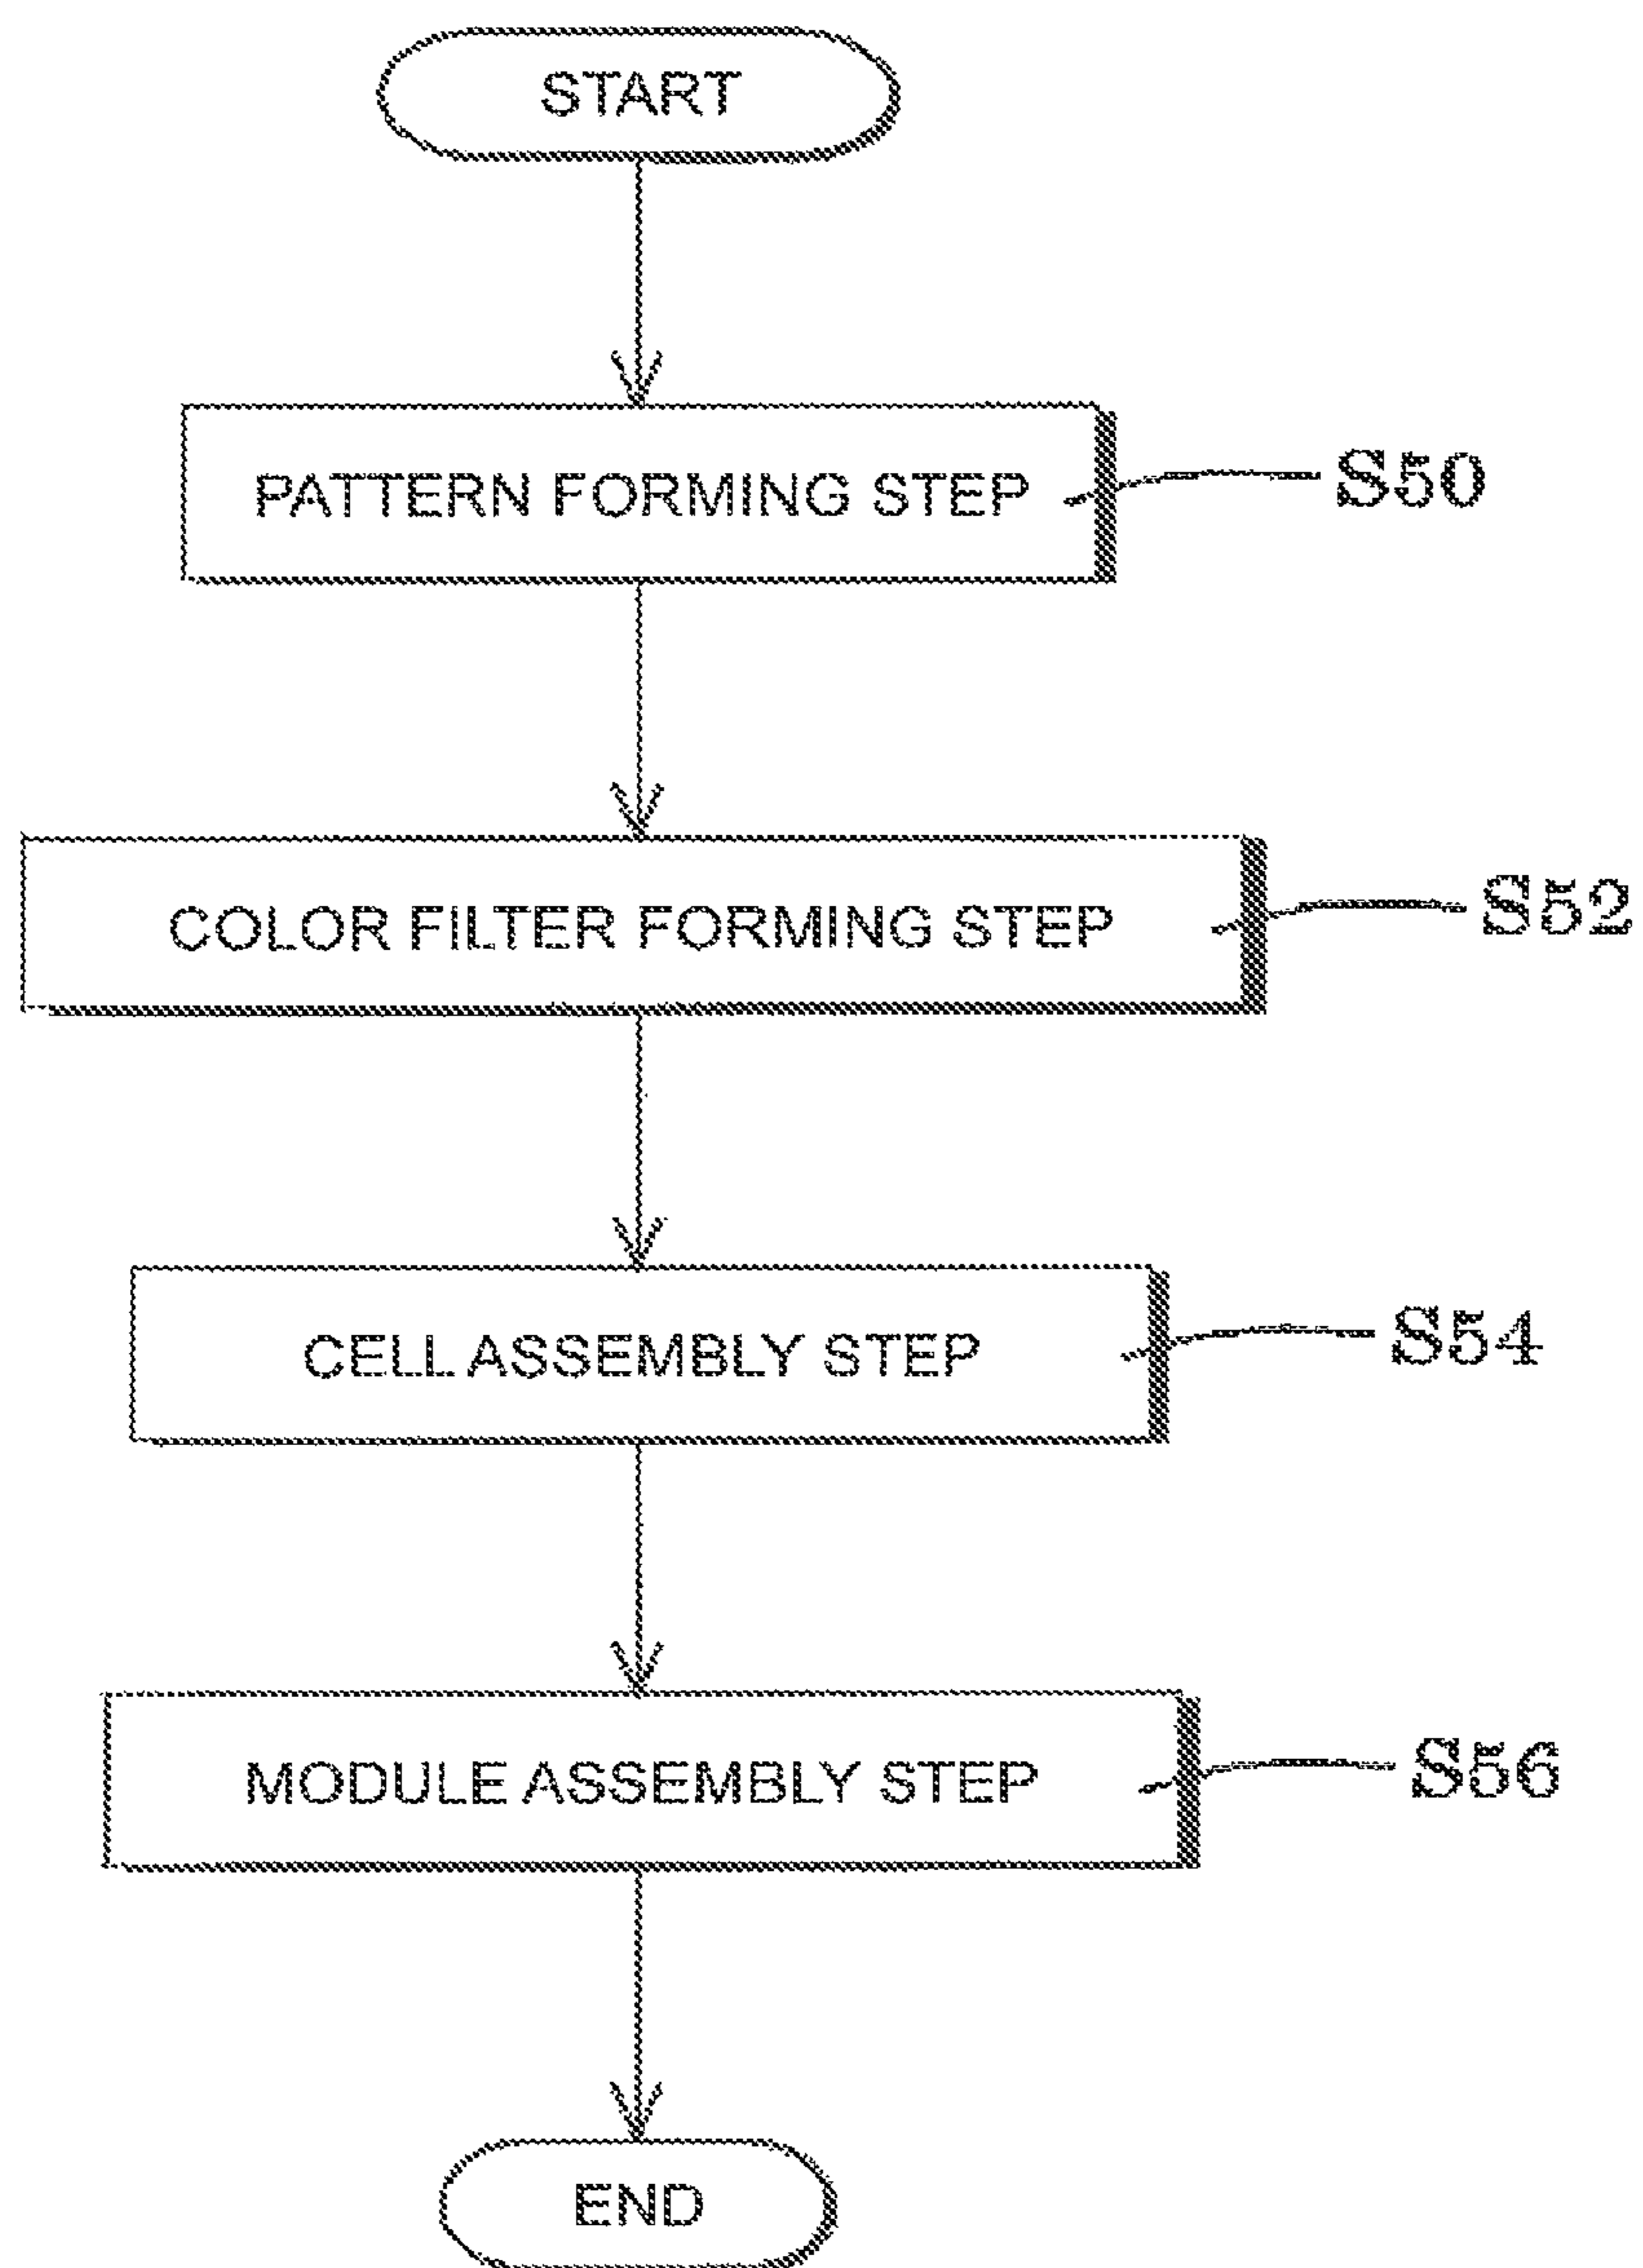 START
PATTERN FORMING STEP
S50
COLOR FILTER FORMING STEP
S52
CELL ASSEMBLY STEP
S54
MODULE ASSEMBLY STEP
S56
END